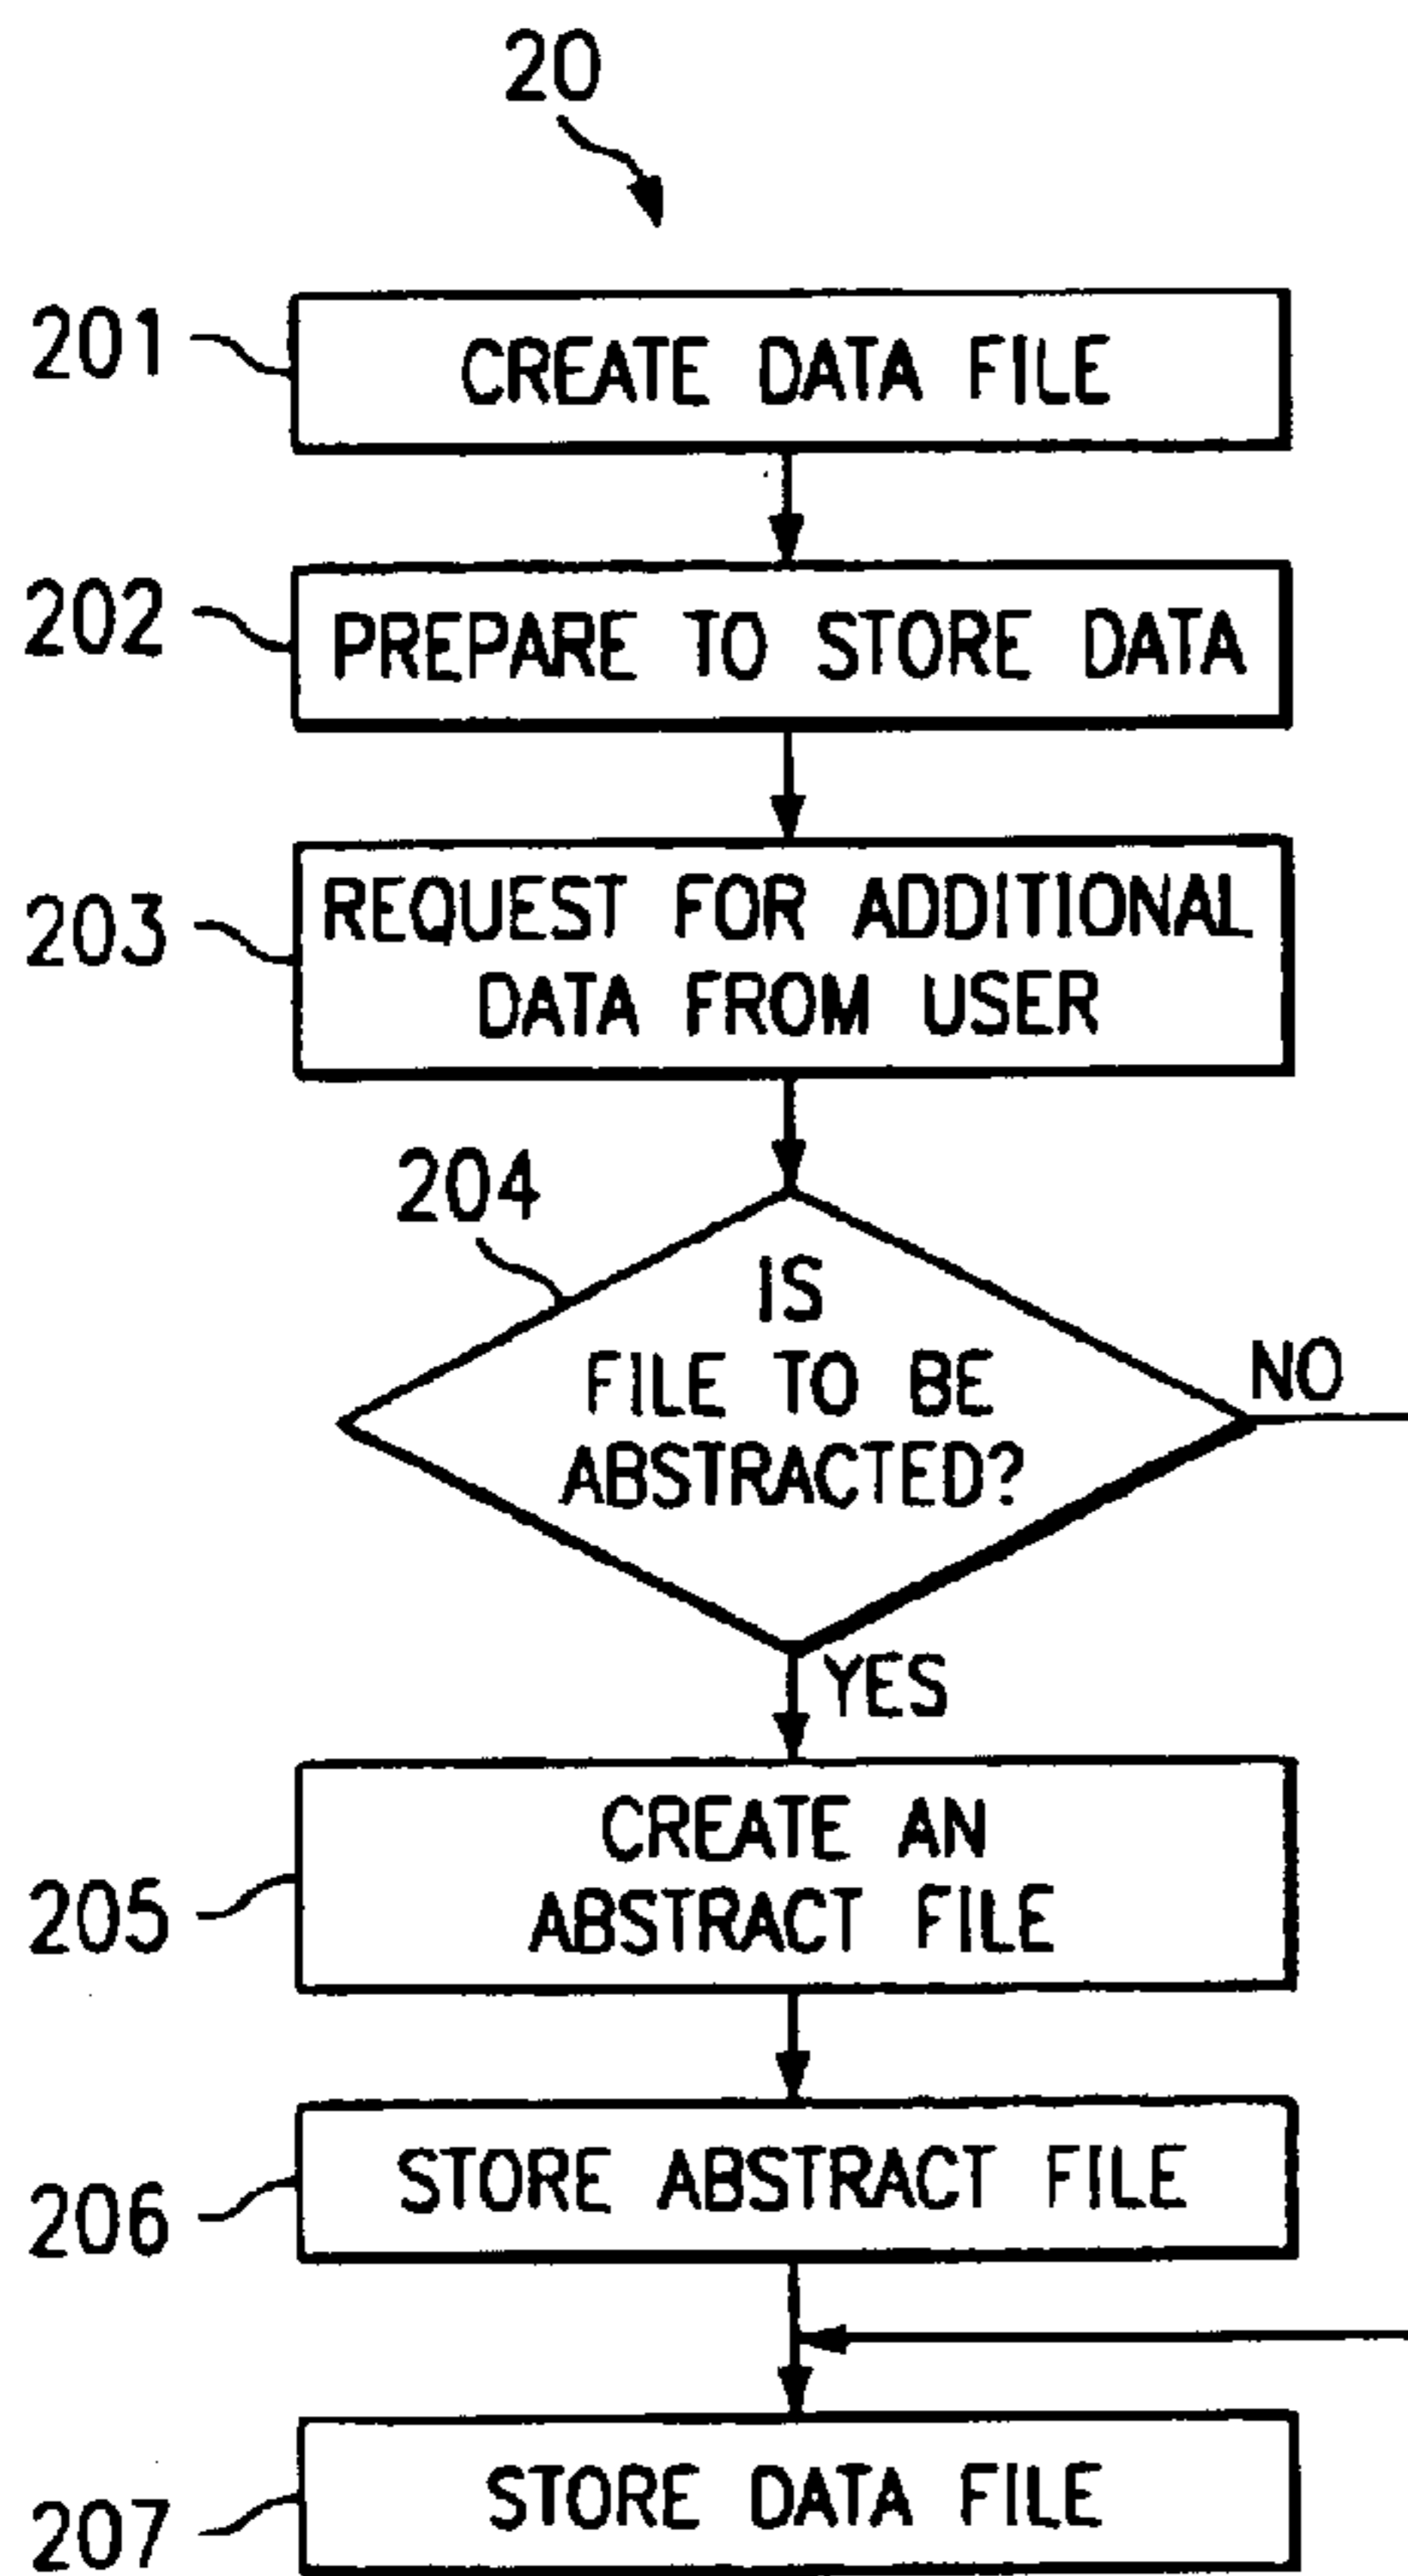 20
201
CREATE DATA FILE
202
PREPARE TO STORE DATA
203
REQUEST FOR ADDITIONAL
DATA FROM USER
204
IS
FILE TO BE
ABSTRACTED?
NO
YES
205
CREATE AN
ABSTRACT FILE
206
STORE ABSTRACT FILE
207
STORE DATA FILE